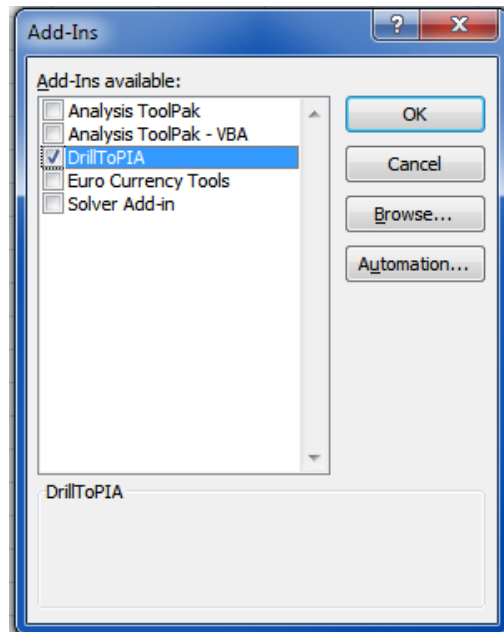 Add-Ins
Add-Ins available:
Analysis ToolPak
Analysis ToolPak - VBA
DrillToPIA
Euro Currency Tools
Solver Add-in
OK
Cancel
Browse...
Automation...
DrillToPIA